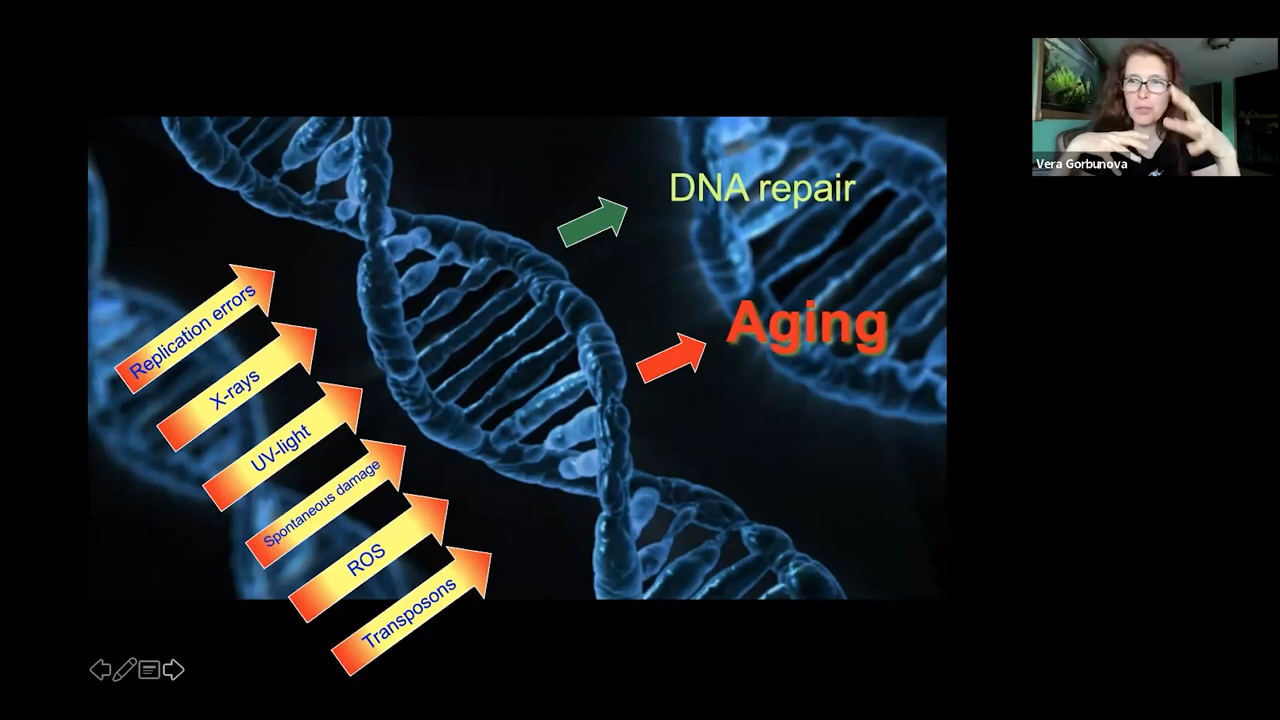 Vera Gorbunova
DNA repair
Aging
Replication errors
X-rays
UV-light
Spontaneous damage
ROS
Transposons